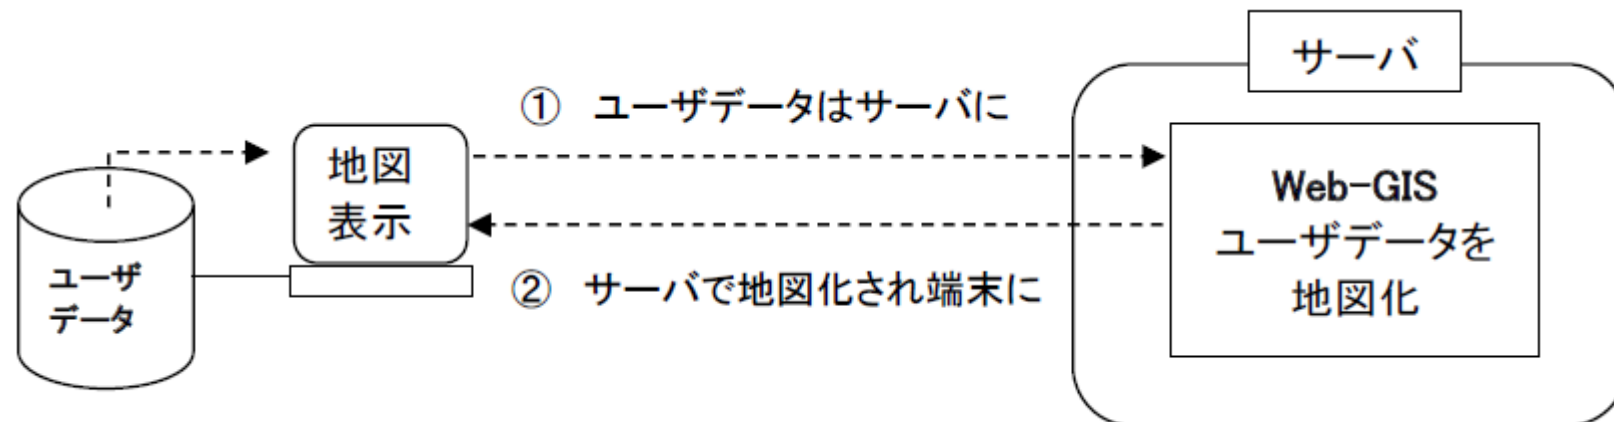 サーバ
① ユーザデータはサーバに
地図
表示
Web-GIS
ユーザデータを
地図化
ユーザ
データ
② サーバで地図化され端末に